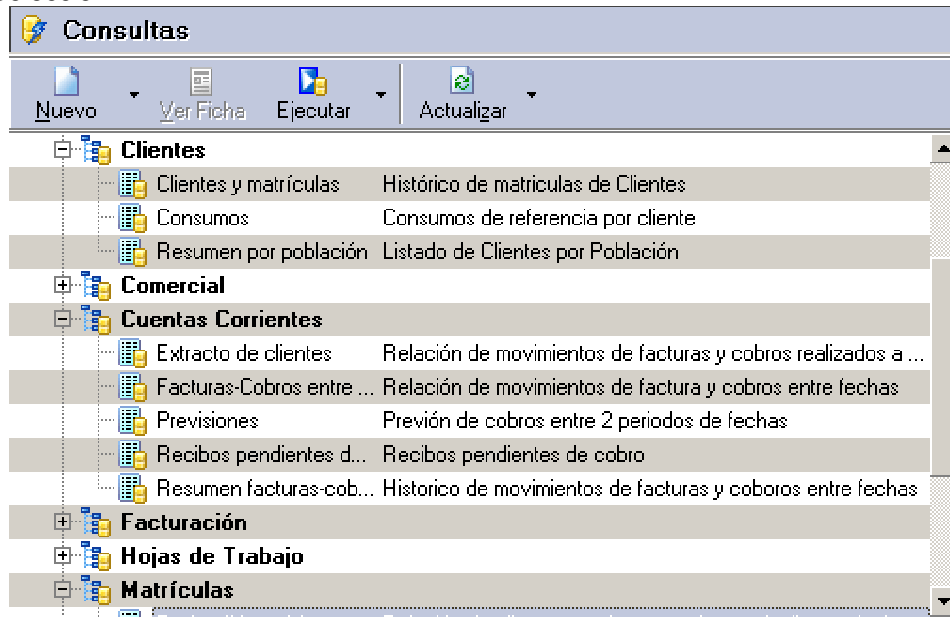 Consultas
Nuevo Ver Ficha Ejecutar Actualizar
Clientes
Clientes y matrículas Histórico de matriculas de Clientes
Consumos Consumos de referencia por cliente
Resumen por población Listado de Clientes por Población
Comercial
Cuentas Corrientes
Extracto de clientes Relación de movimientos de facturas y cobros realizados a ...
Facturas-Cobros entre ... Relación de movimientos de factura y cobros entre fechas
Previsiones Previón de cobros entre 2 periodos de fechas
Recibos pendientes d... Recibos pendientes de cobro
Resumen facturas-cob... Historico de movimientos de facturas y coboros entre fechas
Facturación
Hojas de Trabajo
Matrículas